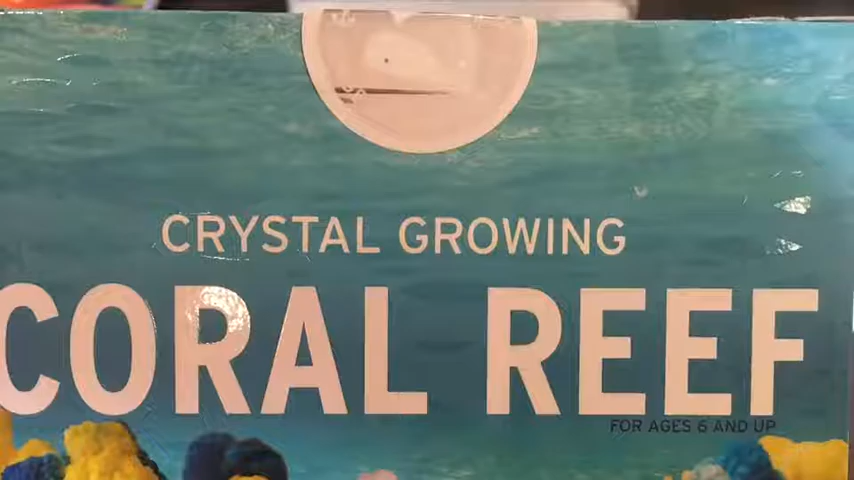 CRYSTAL GROWING
CORAL REEF
FOR AGES 6 AND UP